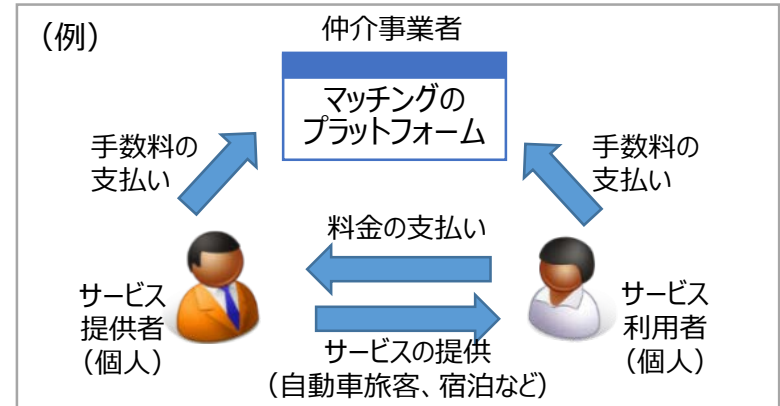 (例)
仲介事業者
マッチングの
プラットフォーム
手数料の
支払い
手数料の
支払い
料金の支払い
サービス
提供者
(個人)
サービス
利用者
(個人)
サービスの提供
(自動車旅客、宿泊など)